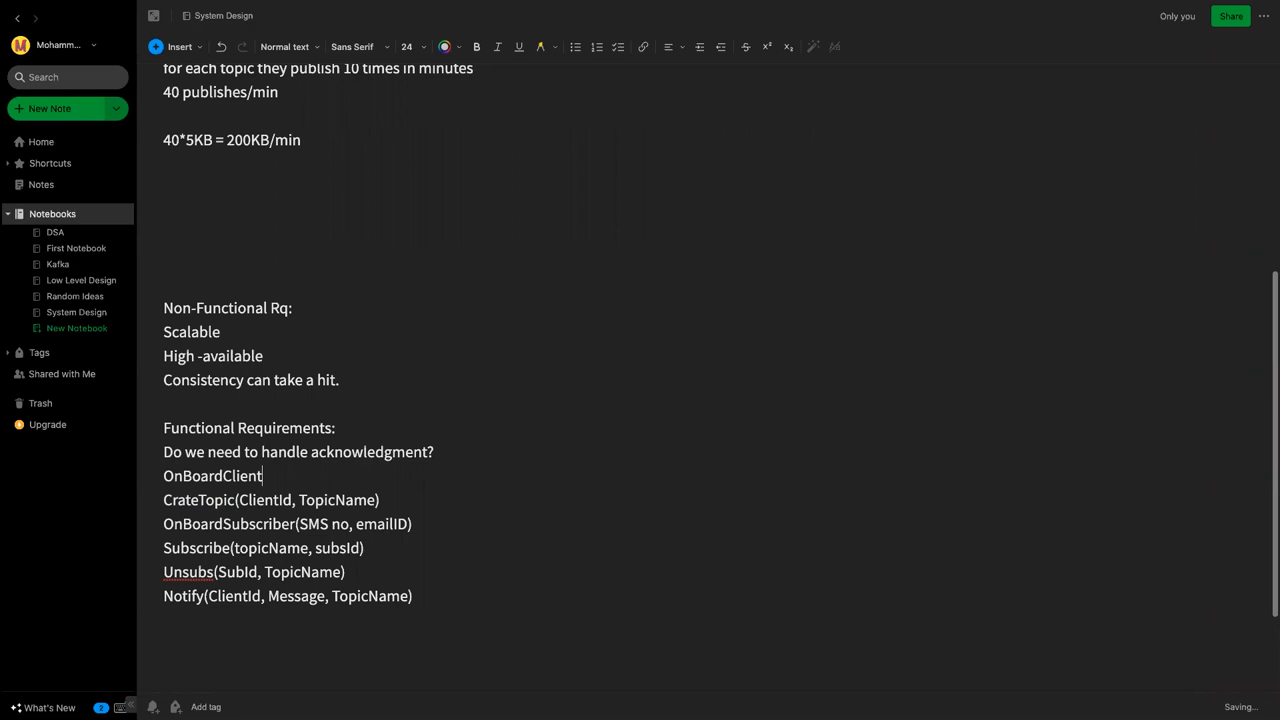 System Design
Only you
Share
M
Mohamm...
Insert
Normal text
Sans Serif
24
B
I
U
Search
New Note
Home
Shortcuts
Notes
Notebooks
DSA
First Notebook
Kafka
Low Level Design
Random Ideas
System Design
New Notebook
Tags
Shared with Me
Trash
Upgrade
for each topic they publish 10 times in minutes
40 publishes/min
40*5KB = 200KB/min
Non-Functional Rq:
Scalable
High -available
Consistency can take a hit.
Functional Requirements:
Do we need to handle acknowledgment?
OnBoardClient
CrateTopic(ClientId, TopicName)
OnBoardSubscriber(SMS no, emailID)
Subscribe(topicName, subsId)
Unsubs(SubId, TopicName)
Notify(ClientId, Message, TopicName)
What's New
2
Add tag
Saving...